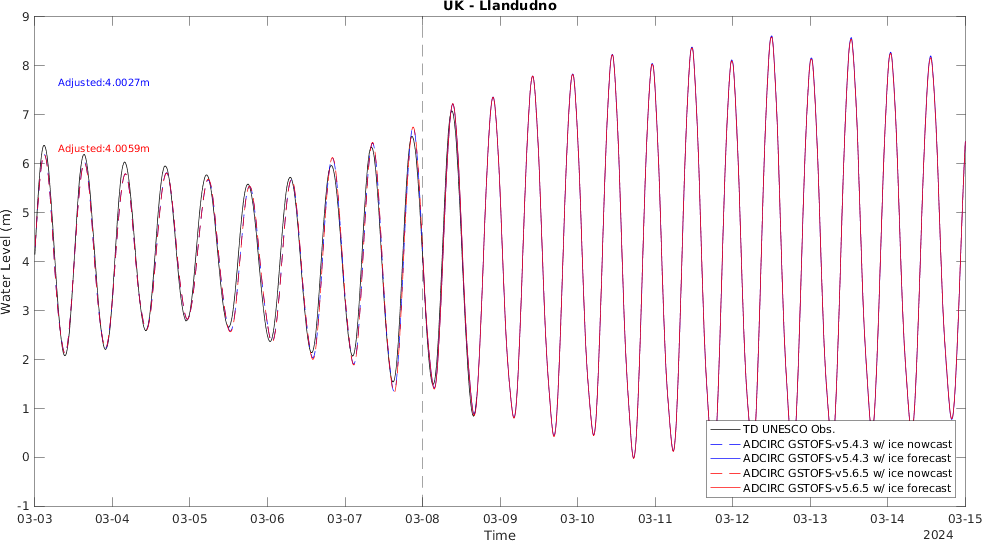 UK - Llandudno
9
8
7
6
5
4
3
2
1
0
-1
Water Level (m)
Adjusted:4.0027m
Adjusted:4.0059m
TD UNESCO Obs.
ADCIRC GSTOFS-v5.4.3 w/ ice nowcast
ADCIRC GSTOFS-v5.4.3 w/ ice forecast
ADCIRC GSTOFS-v5.6.5 w/ ice nowcast
ADCIRC GSTOFS-v5.6.5 w/ ice forecast
03-03 03-04 03-05 03-06 03-07 03-08 03-09 03-10 03-11 03-12 03-13 03-14 03-15
Time
2024